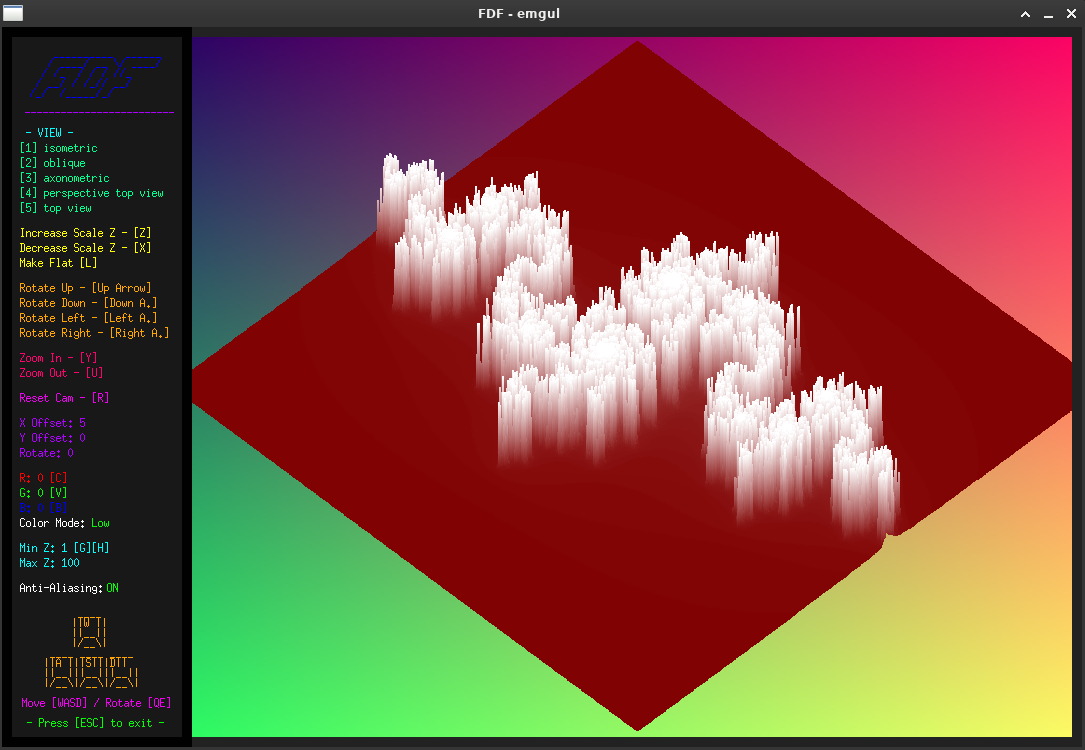 FDF - emgul
- VIEW -
[1] isometric
[2] oblique
[3] axonometric
[4] perspective top view
[5] top view
Increase Scale Z - [Z]
Decrease Scale Z - [X]
Make Flat [L]
Rotate Up - [Up Arrow]
Rotate Down - [Down A.]
Rotate Left - [Left A.]
Rotate Right - [Right A.]
Zoom In - [Y]
Zoom Out - [U]
Reset Cam - [R]
X Offset: 5
Y Offset: 0
Rotate: 0
R: 0 [C]
G: 0 [V]
Color Mode: Low
Min Z: 1 [G][H]
Max Z: 100
Anti-Aliasing: ON
Move [WASD] / Rotate [QE]
- Press [ESC] to exit -